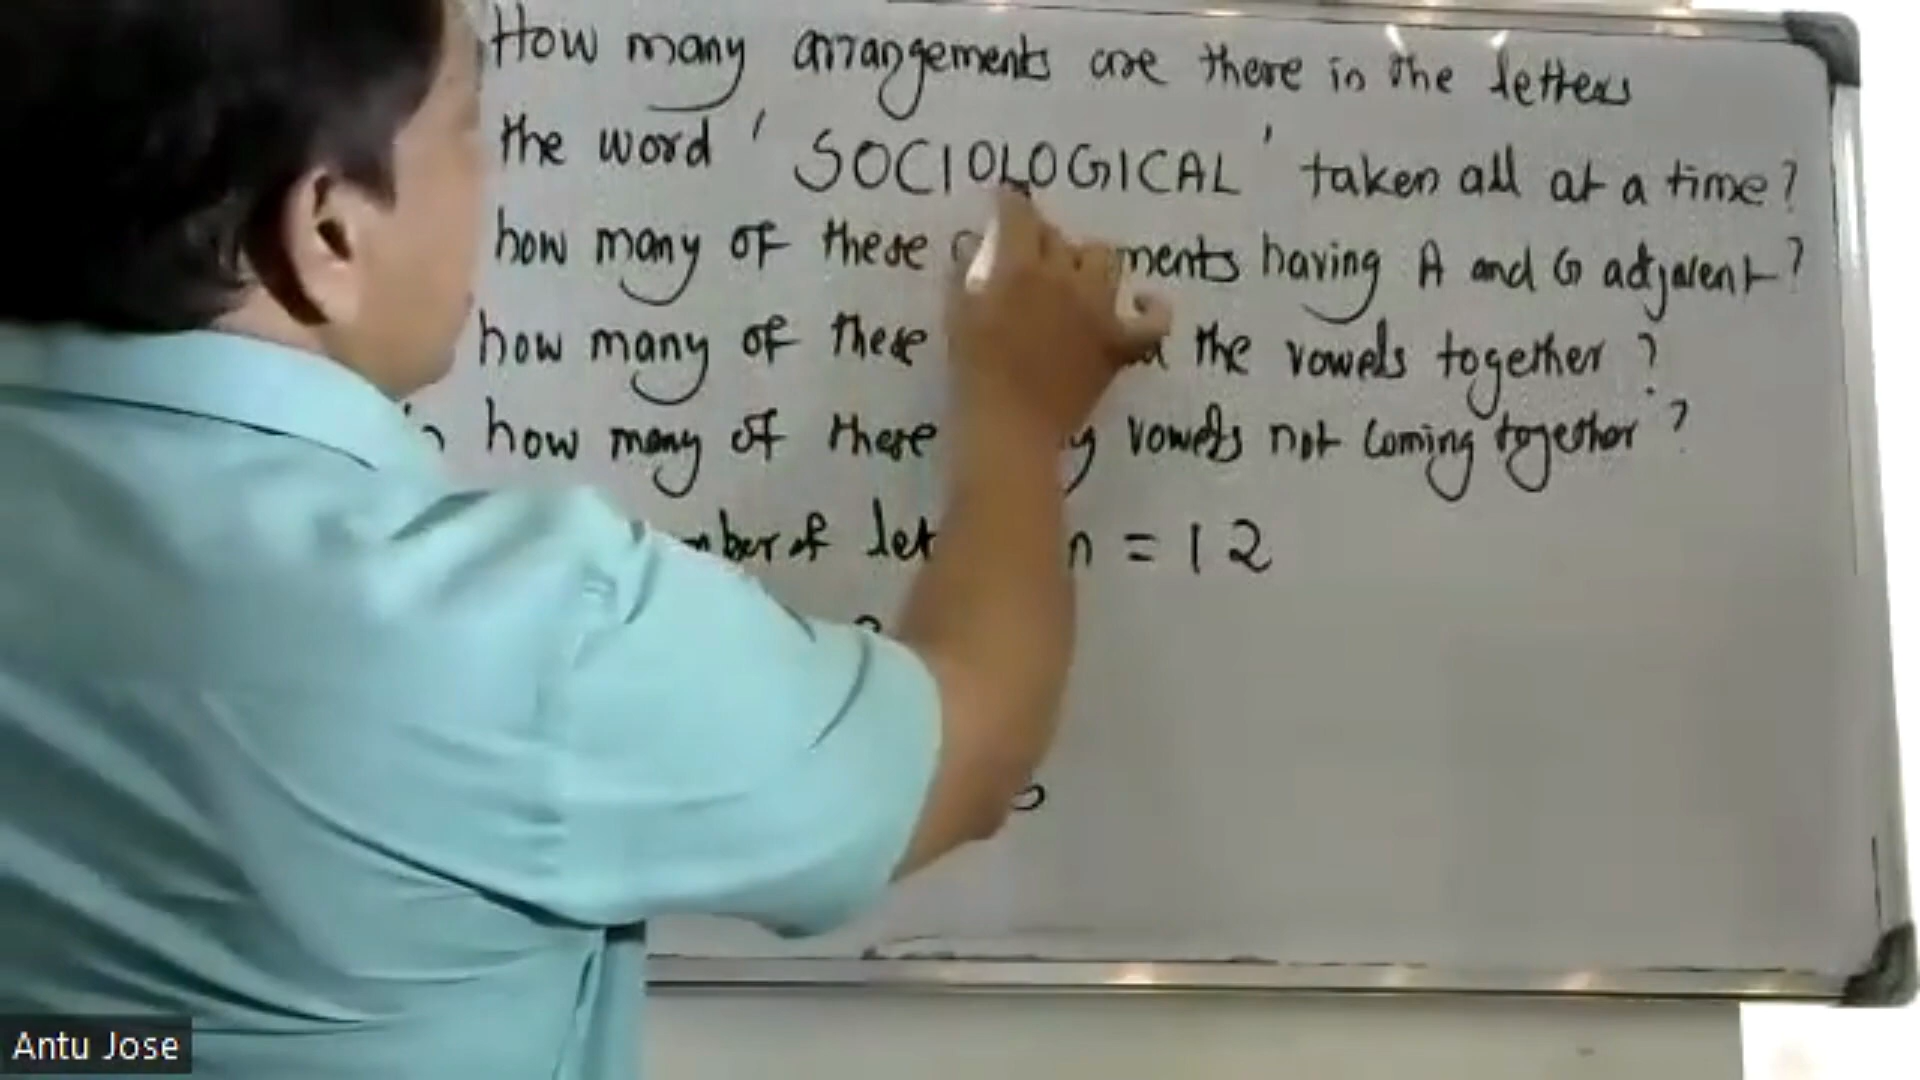 How many arrangements are there in the letters
the word ' SOCIOLOGICAL ' taken all at a time?
how many of these ments having A and G adjacent?
how many of these the vowels together?
how many of these vowels not coming together?
mber of let n = 12
Antu Jose